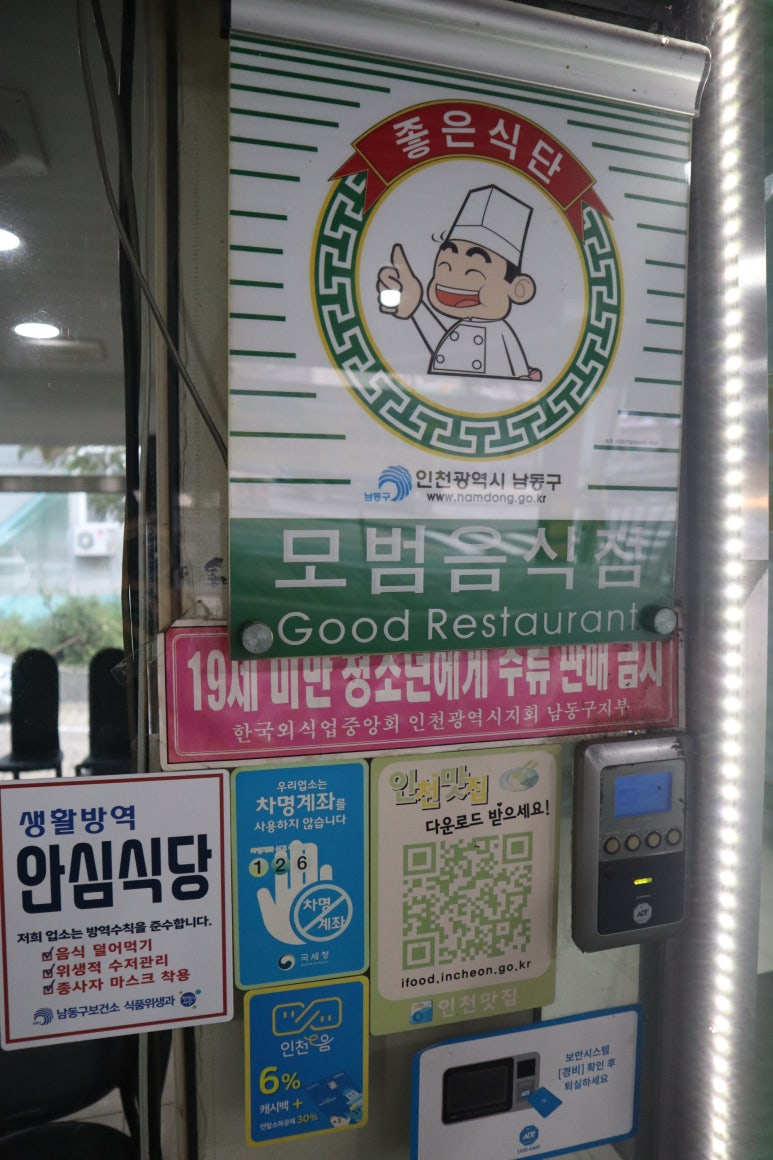 좋은식단
남동구
인천광역시 남동구
www.namdong.go.kr
모범음식점
Good Restaurant
19세 미만 청소년에게 주류 판매 금지
한국외식업중앙회 인천광역시지회 남동구지부
생활방역
안심식당
저희 업소는 방역수칙을 준수합니다.
음식 덜어먹기
위생적 수저관리
종사자 마스크 착용
남동구보건소 식품위생과
우리업소는
차명계좌를
사용하지 않습니다
126
차명
계좌
국세청
인천맛집
다운로드 받으세요!
ifood.incheon.go.kr
인천맛집
인천e음
6%
캐시백 +
연말소득공제 30%
ADT
보안시스템
[경비] 확인 후
퇴실하세요
ADT